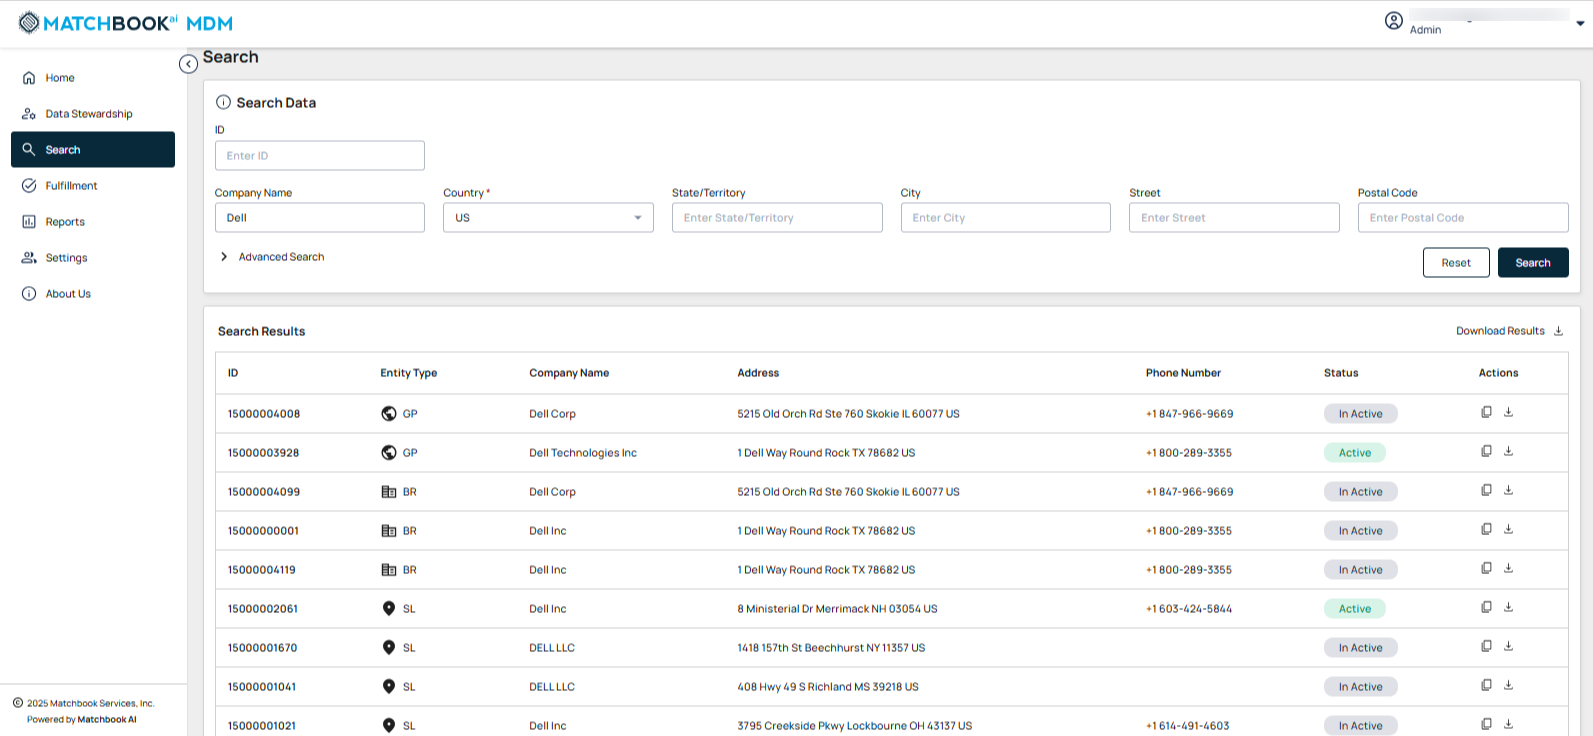 MATCHBOOKai MDM
Admin
Search
Home
Data Stewardship
Search
Fulfillment
Reports
Settings
About Us
© 2025 Matchbook Services, Inc.
Powered by Matchbook AI
Search Data
ID
Enter ID
Company Name Country * State/Territory City Street Postal Code
Dell US Enter State/Territory Enter City Enter Street Enter Postal Code
Advanced Search
Reset Search
Search Results Download Results
ID Entity Type Company Name Address Phone Number Status Actions
15000004008 GP Dell Corp 5215 Old Orch Rd Ste 760 Skokie IL 60077 US +1 847-966-9669 In Active
15000003928 GP Dell Technologies Inc 1 Dell Way Round Rock TX 78682 US +1 800-289-3355 Active
15000004099 BR Dell Corp 5215 Old Orch Rd Ste 760 Skokie IL 60077 US +1 847-966-9669 In Active
15000000001 BR Dell Inc 1 Dell Way Round Rock TX 78682 US +1 800-289-3355 In Active
15000004119 BR Dell Inc 1 Dell Way Round Rock TX 78682 US +1 800-289-3355 In Active
15000002061 SL Dell Inc 8 Ministerial Dr Merrimack NH 03054 US +1 603-424-5844 Active
15000001670 SL DELL LLC 1418 157th St Beechhurst NY 11357 US In Active
15000001041 SL DELL LLC 408 Hwy 49 S Richland MS 39218 US In Active
15000001021 SL Dell Inc 3795 Creekside Pkwy Lockbourne OH 43137 US +1 614-491-4603 In Active